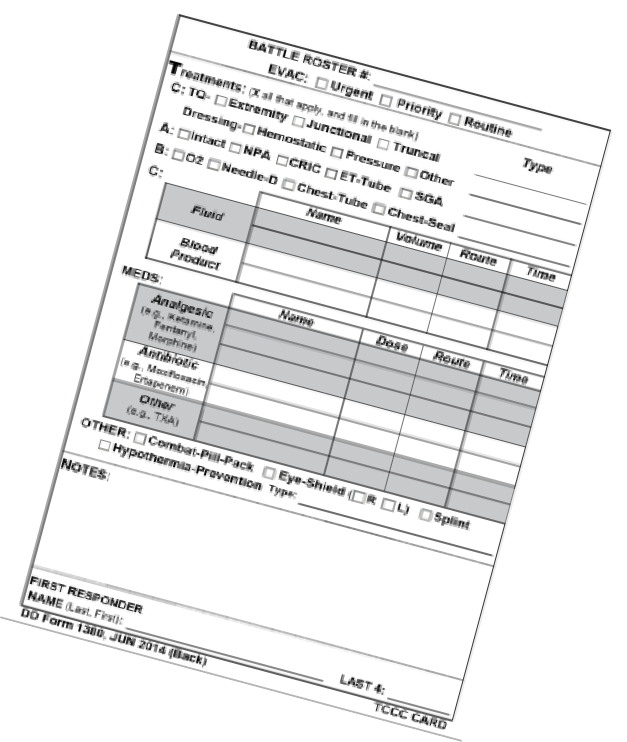 BATTLE ROSTER #:
EVAC: Urgent Priority Routine
Treatments: (X all that apply, and fill in the blank)
Type
C: TQ- Extremity Junctional Truncal
Dressing- Hemostatic Pressure Other
A: Intact NPA CRIC ET-Tube SGA
B: O2 Needle-D Chest-Tube Chest-Seal
C:
Name Volume Route Time
Fluid
Blood
Product
MEDS:
Name Dose Route Time
Analgesic
(e.g., Ketamine,
Fentanyl,
Morphine)
Antibiotic
(e.g., Moxifloxacin,
Ertapenem)
Other
(e.g., TXA)
OTHER: Combat-Pill-Pack Eye-Shield (R L) Splint
Hypothermia-Prevention Type:
NOTES:
FIRST RESPONDER
NAME (Last, First):
LAST 4:
DD Form 1380, JUN 2014 (Back)
TCCC CARD